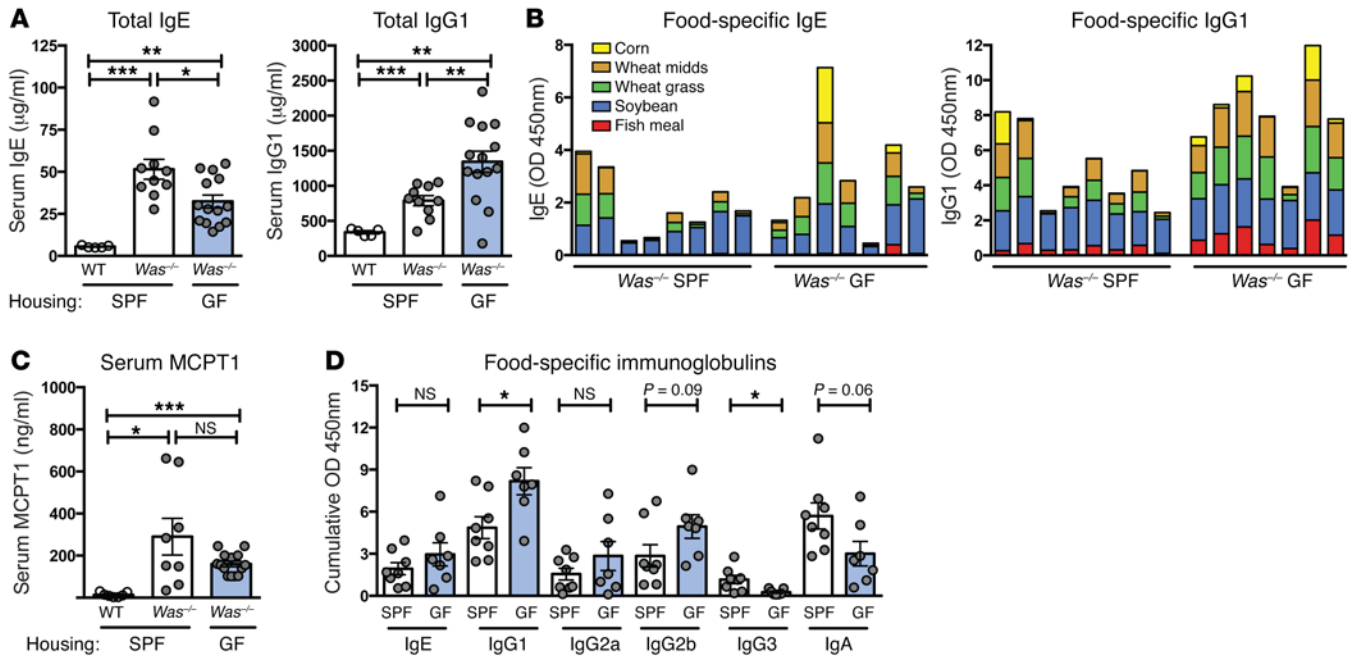 A
Total IgE
Serum IgE (μg/ml)
125
100
75
50
25
0
**
***
*
WT
Was–/–
Was–/–
Housing:
SPF
GF
Total IgG1
Serum IgG1 (μg/ml)
3000
2500
2000
1500
1000
500
0
**
***
**
WT
Was–/–
Was–/–
SPF
GF
B
Food-specific IgE
IgE (OD 450nm)
8
6
4
2
0
Corn
Wheat midds
Wheat grass
Soybean
Fish meal
Was–/– SPF
Was–/– GF
Food-specific IgG1
IgG1 (OD 450nm)
12
10
8
6
4
2
0
Was–/– SPF
Was–/– GF
C
Serum MCPT1
Serum MCPT1 (ng/ml)
1000
800
600
400
200
***
*
NS
WT
Was–/–
Was–/–
Housing:
SPF
GF
D
Food-specific immunoglobulins
Cumulative OD 450nm
15
12
9
6
3
0
NS
*
NS
P = 0.09
*
P = 0.06
SPF GF SPF GF SPF GF SPF GF SPF GF SPF GF
IgE IgG1 IgG2a IgG2b IgG3 IgA